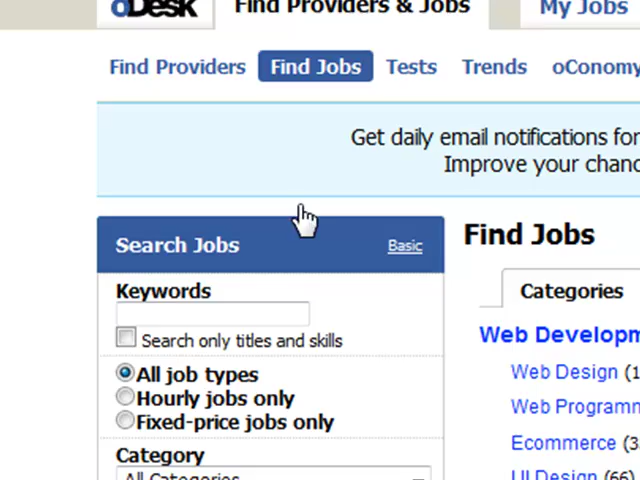 oDesk
Find Providers & Jobs
My Jobs
Find Providers
Find Jobs
Tests
Trends
oConomy
Get daily email notifications for
Improve your chanc
Search Jobs
Basic
Find Jobs
Keywords
Categories
Search only titles and skills
Web Developm
All job types
Web Design (1
Hourly jobs only
Web Programm
Fixed-price jobs only
Ecommerce (3
Category
All Categories
UI Design (66)